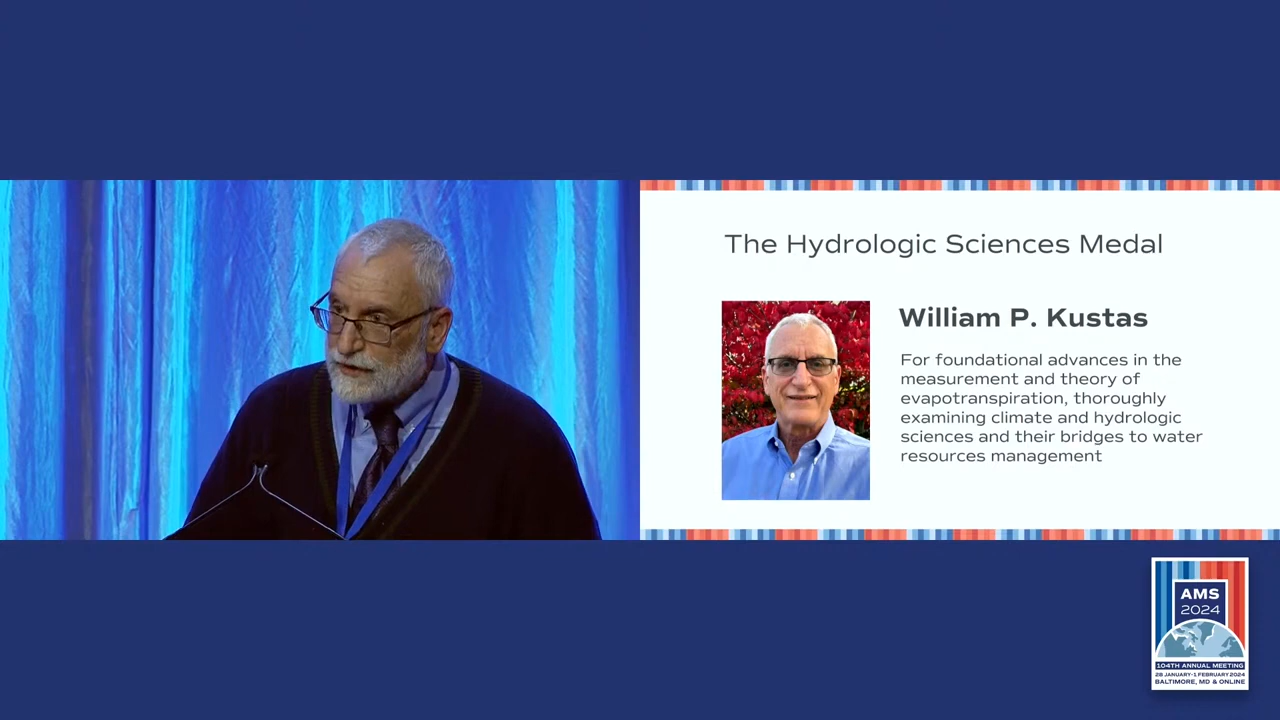 The Hydrologic Sciences Medal
William P. Kustas
For foundational advances in the
measurement and theory of
evapotranspiration, thoroughly
examining climate and hydrologic
sciences and their bridges to water
resources management
AMS
2024
104TH ANNUAL MEETING
28 JANUARY-1 FEBRUARY 2024
BALTIMORE, MD & ONLINE